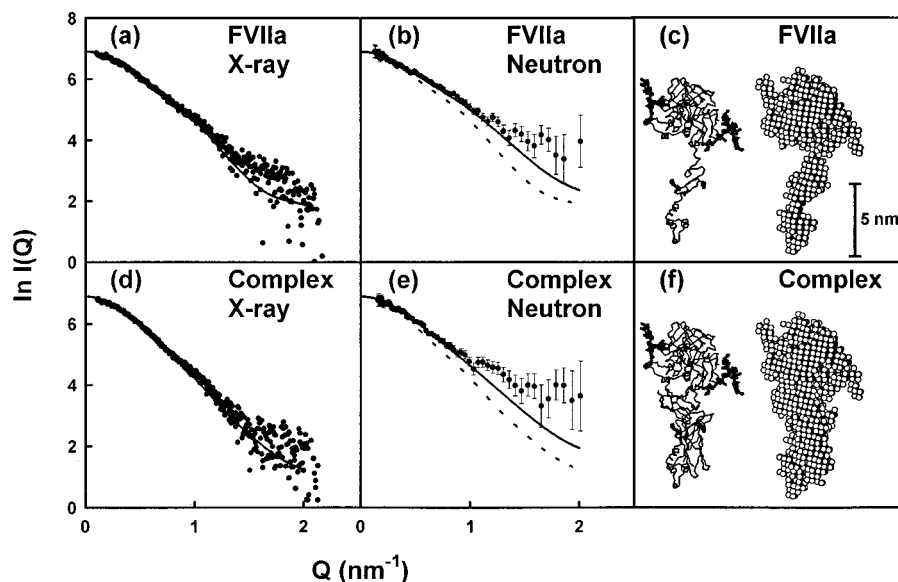 (a) FVIIa
X-ray
(b) FVIIa
Neutron
(c) FVIIa
8
6
4
2
0
5 nm
ln I(Q)
(d) Complex
X-ray
(e) Complex
Neutron
(f) Complex
6
4
2
0
0 1 2 0 1 2
Q (nm⁻¹)